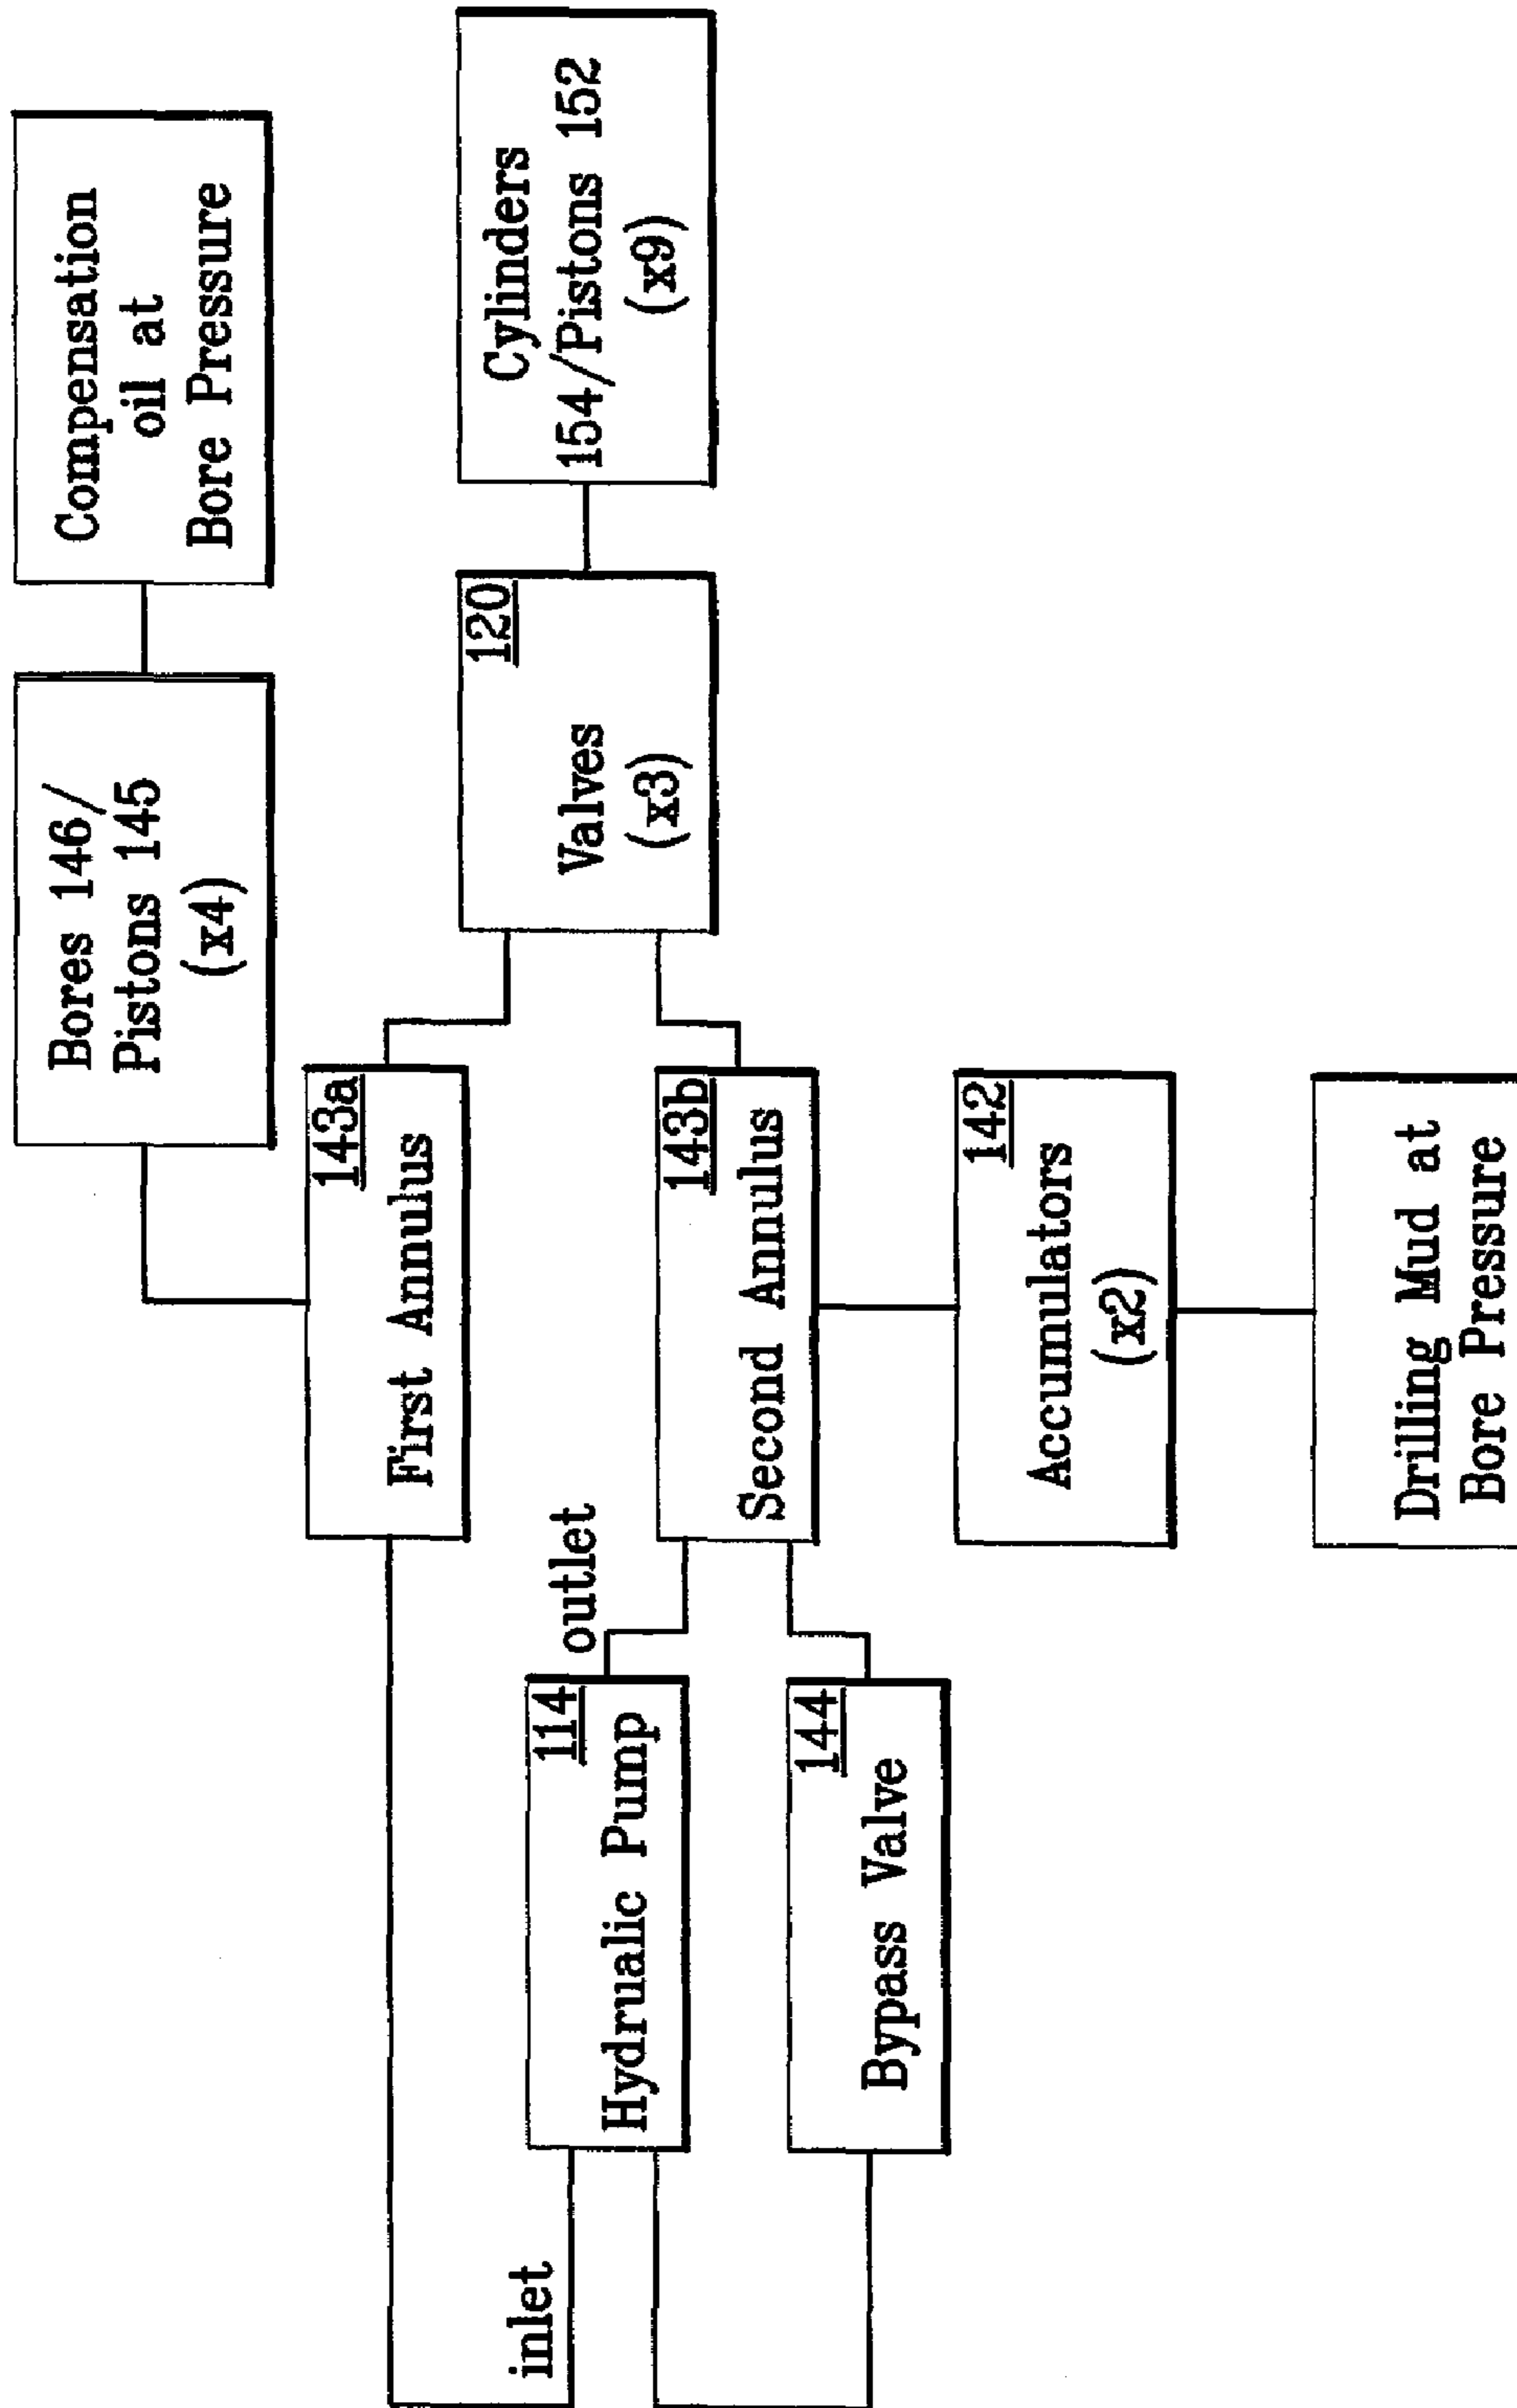 Bores 146/
Pistons 145
(x4)
Compensation
oil at
Bore Pressure
143a
First Annulus
inlet
114
Hydrualic Pump
outlet
120
Valves
(x3)
Cylinders
154/Pistons 152
(x9)
143b
Second Annulus
144
Bypass Valve
142
Accumulators
(x2)
Drilling Mud at
Bore Pressure